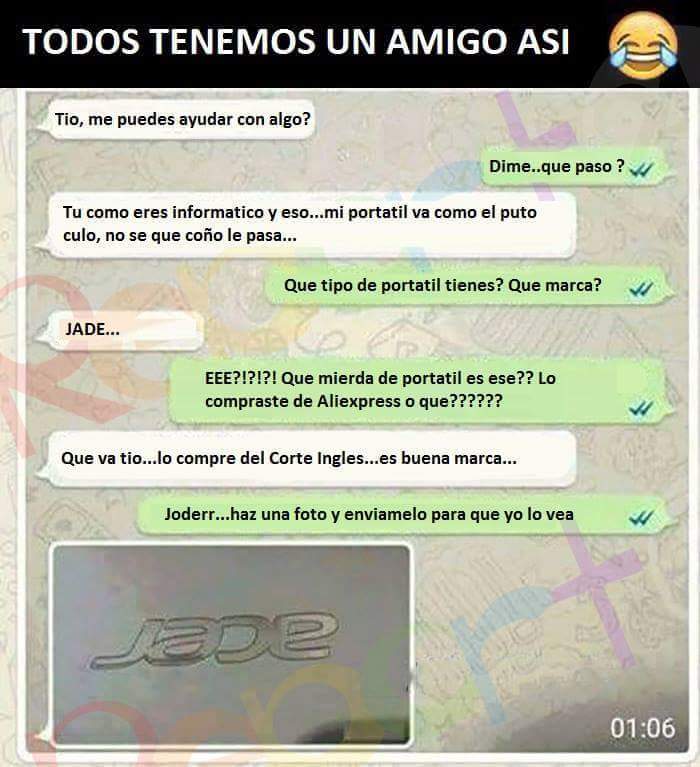 TODOS TENEMOS UN AMIGO ASI
Tio, me puedes ayudar con algo?
Dime..que paso ?
Tu como eres informatico y eso...mi portatil va como el puto
culo, no se que coño le pasa...
Que tipo de portatil tienes? Que marca?
JADE...
EEE?!?!?! Que mierda de portatil es ese?? Lo
compraste de Aliexpress o que??????
Que va tio...lo compre del Corte Ingles...es buena marca...
Joderr...haz una foto y enviamelo para que yo lo vea
acer
01:06